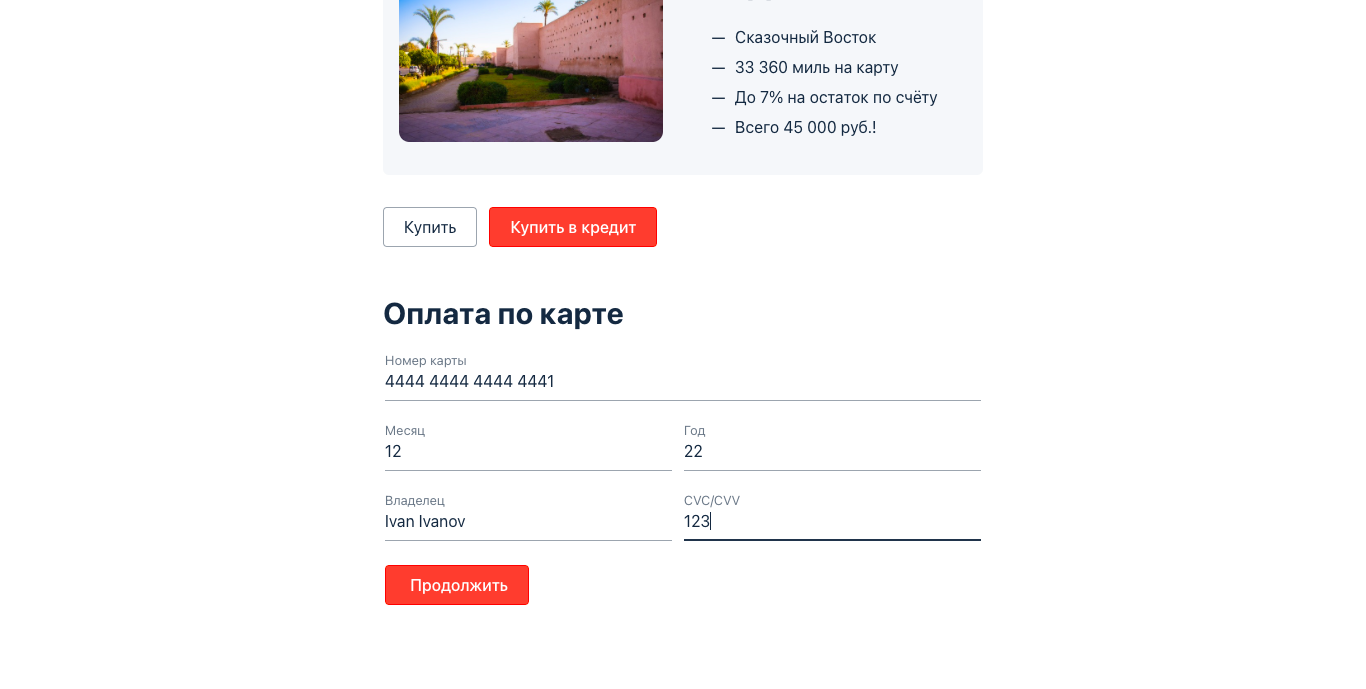 — Сказочный Восток
— 33 360 миль на карту
— До 7% на остаток по счёту
— Всего 45 000 руб.!
Купить Купить в кредит
Оплата по карте
Номер карты
4444 4444 4444 4441
Месяц Год
12 22
Владелец CVC/CVV
Ivan Ivanov 123
Продолжить